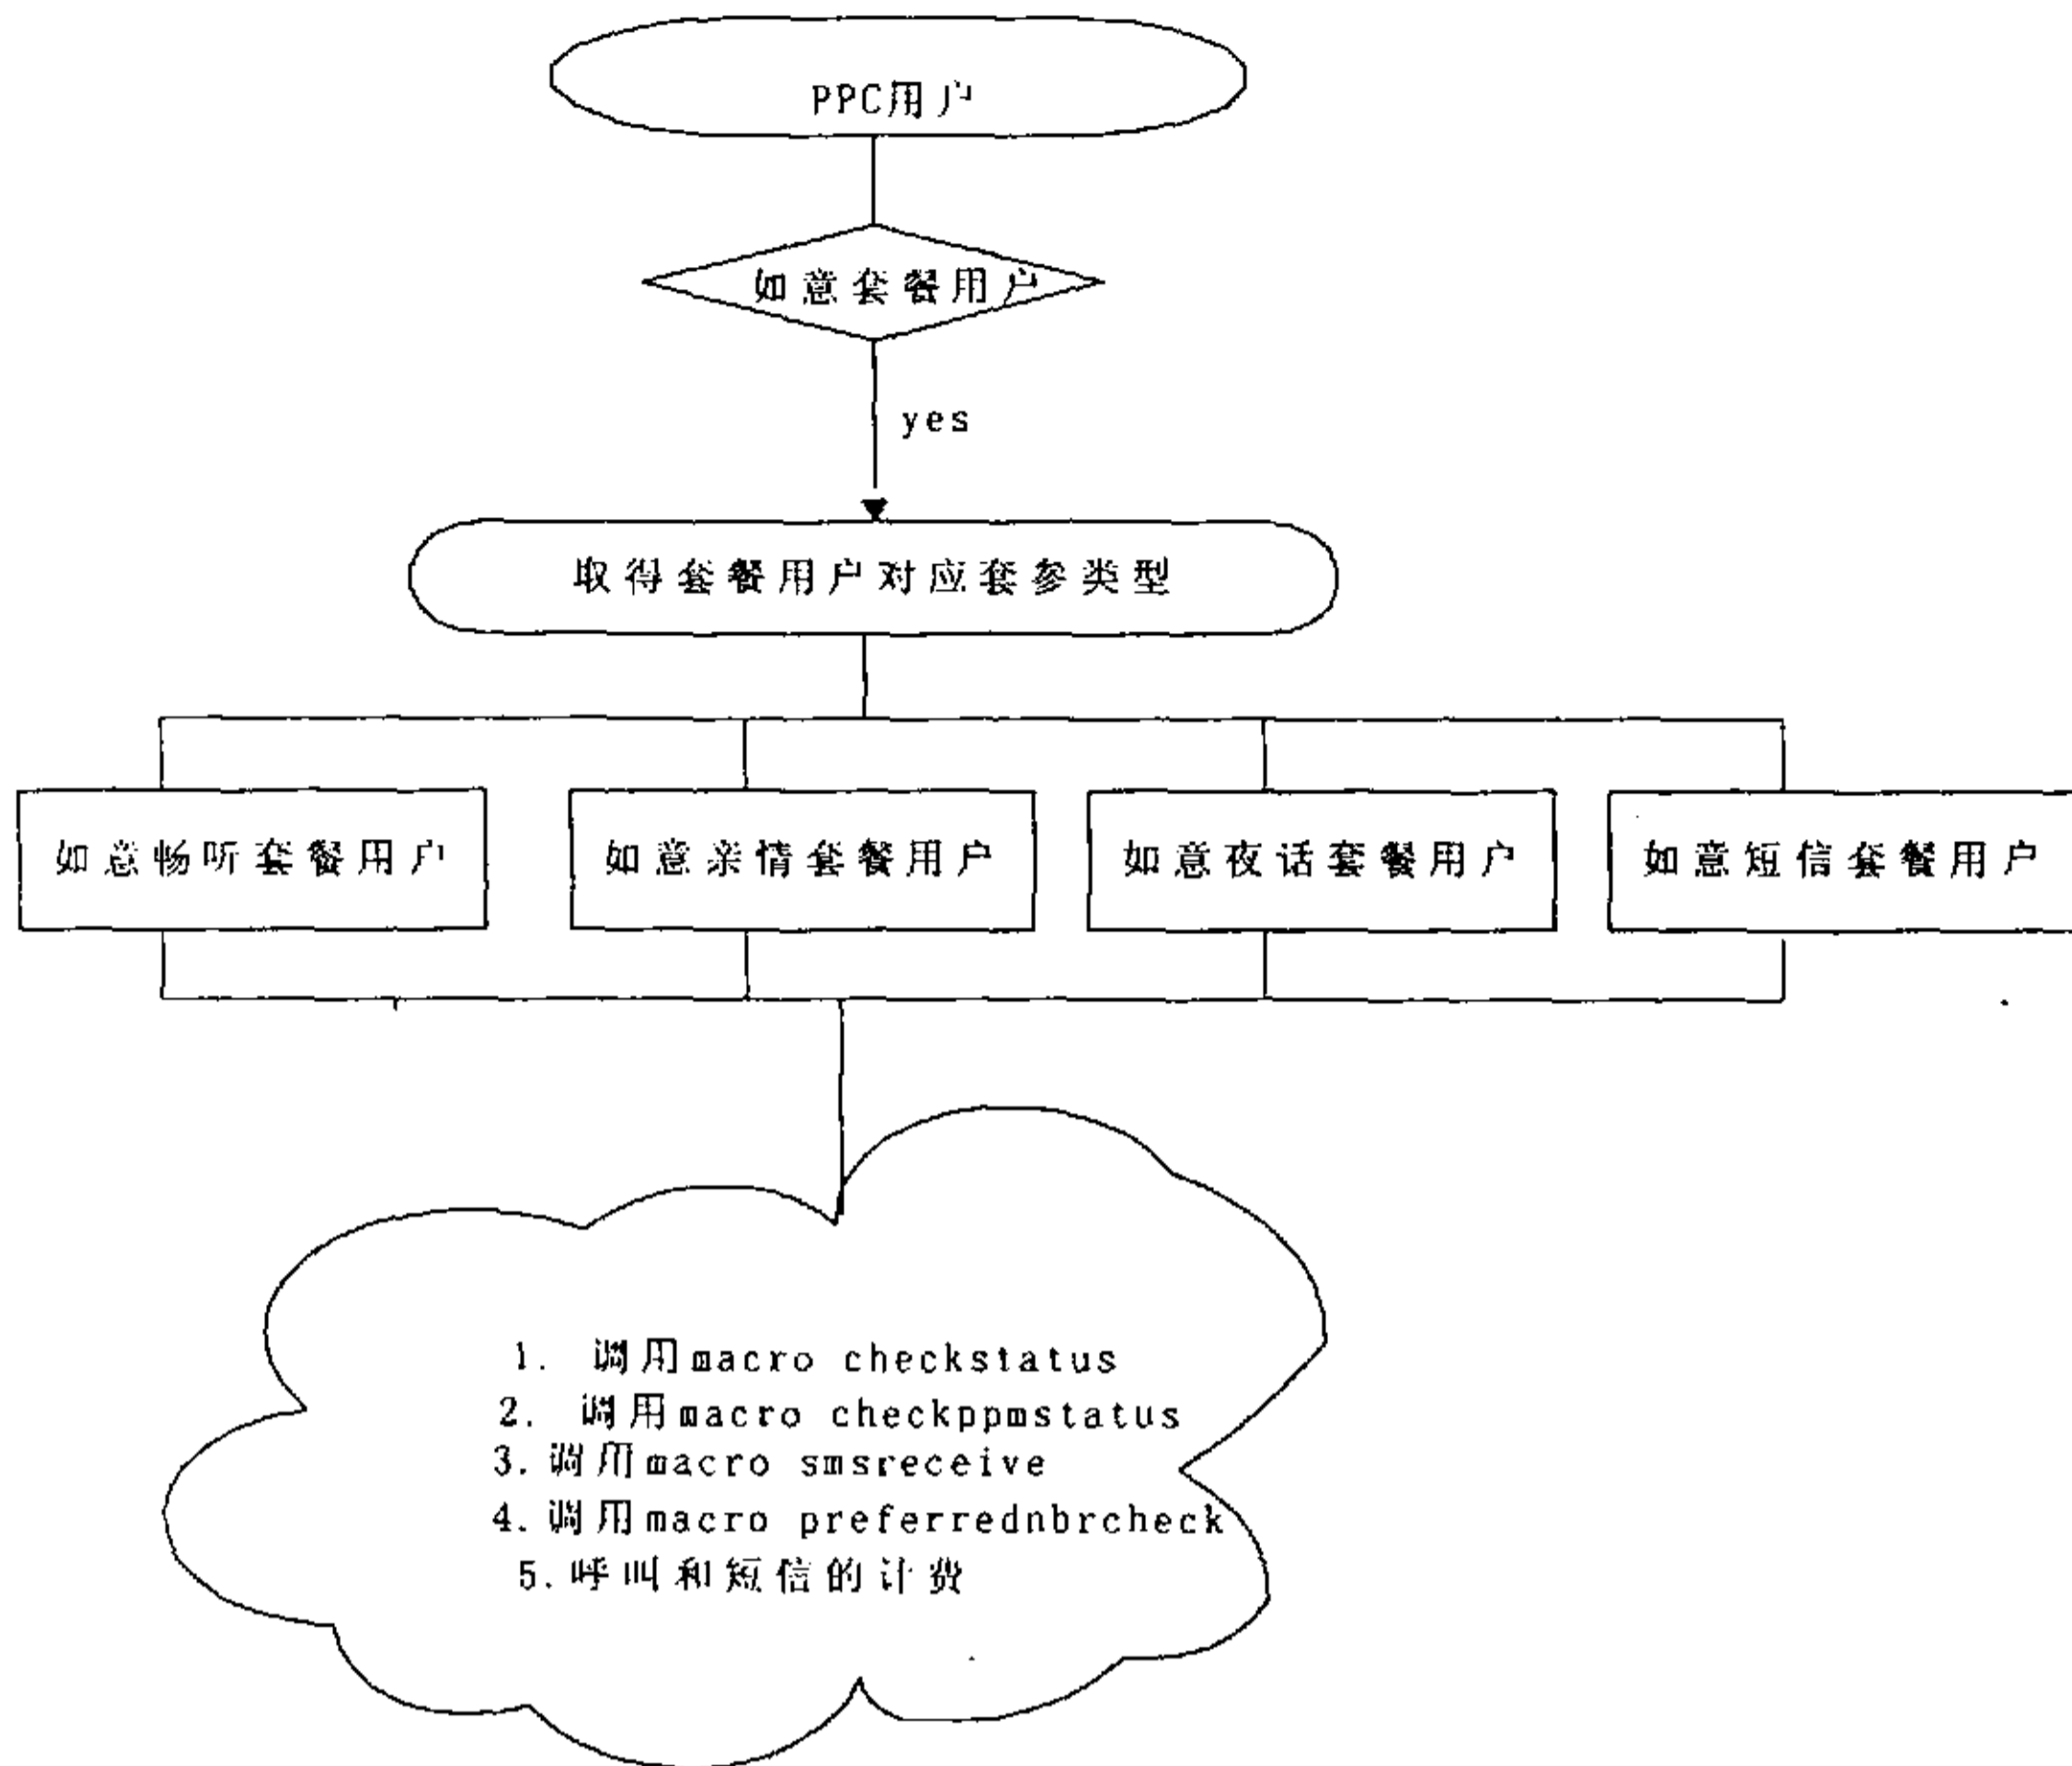 PPC用户
如意套餐用户
yes
取得套餐用户对应套参类型
如意畅听套餐用户
如意亲情套餐用户
如意夜话套餐用户
如意短信套餐用户
1. 调用macro checkstatus
2. 调用macro checkppmstatus
3.调用macro smsreceive
4.调用macro preferrednbrcheck
5.呼叫和短信的计费